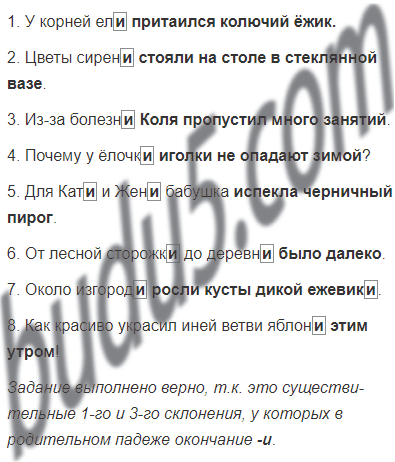 1. У корней ели притаился колючий ёжик.
2. Цветы сирени стояли на столе в стеклянной
вазе.
3. Из-за болезни Коля пропустил много занятий.
4. Почему у ёлочки иголки не опадают зимой?
5. Для Кати и Жени бабушка испекла черничный
пирог.
6. От лесной сторожки до деревни было далеко.
7. Около изгороди росли кусты дикой ежевики.
8. Как красиво украсил иней ветви яблони этим
утром!
Задание выполнено верно, т.к. это существи-
тельные 1-го и 3-го склонения, у которых в
родительном падеже окончание -и.
budu5.com